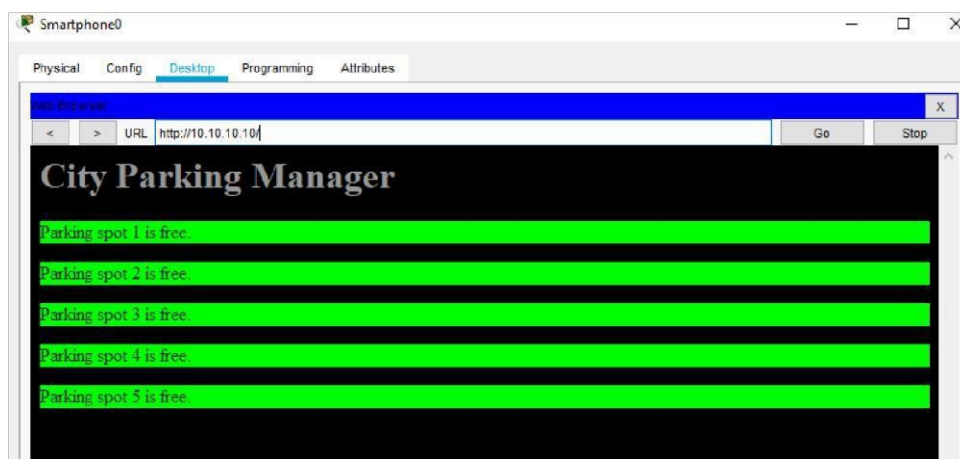 Smartphone0
Physical Config Desktop Programming Attributes
Web Browser X
< > URL http://10.10.10.10/ Go Stop
City Parking Manager
Parking spot 1 is free.
Parking spot 2 is free.
Parking spot 3 is free.
Parking spot 4 is free.
Parking spot 5 is free.